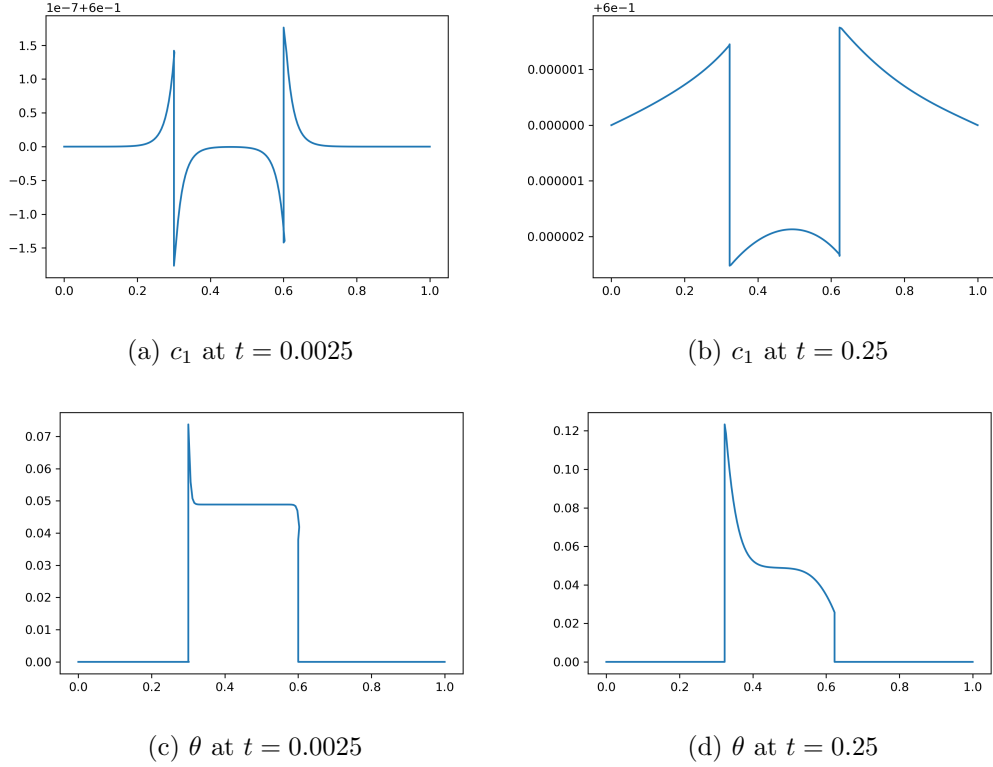 1e-7+6e-1
1.5
1.0
0.5
0.0
−0.5
−1.0
−1.5
0.0 0.2 0.4 0.6 0.8 1.0
(a) c₁ at t = 0.0025
+6e-1
0.000001
0.000000
0.000001
0.000002
0.0 0.2 0.4 0.6 0.8 1.0
(b) c₁ at t = 0.25
0.07
0.06
0.05
0.04
0.03
0.02
0.01
0.00
0.0 0.2 0.4 0.6 0.8 1.0
(c) θ at t = 0.0025
0.12
0.10
0.08
0.06
0.04
0.02
0.00
0.0 0.2 0.4 0.6 0.8 1.0
(d) θ at t = 0.25